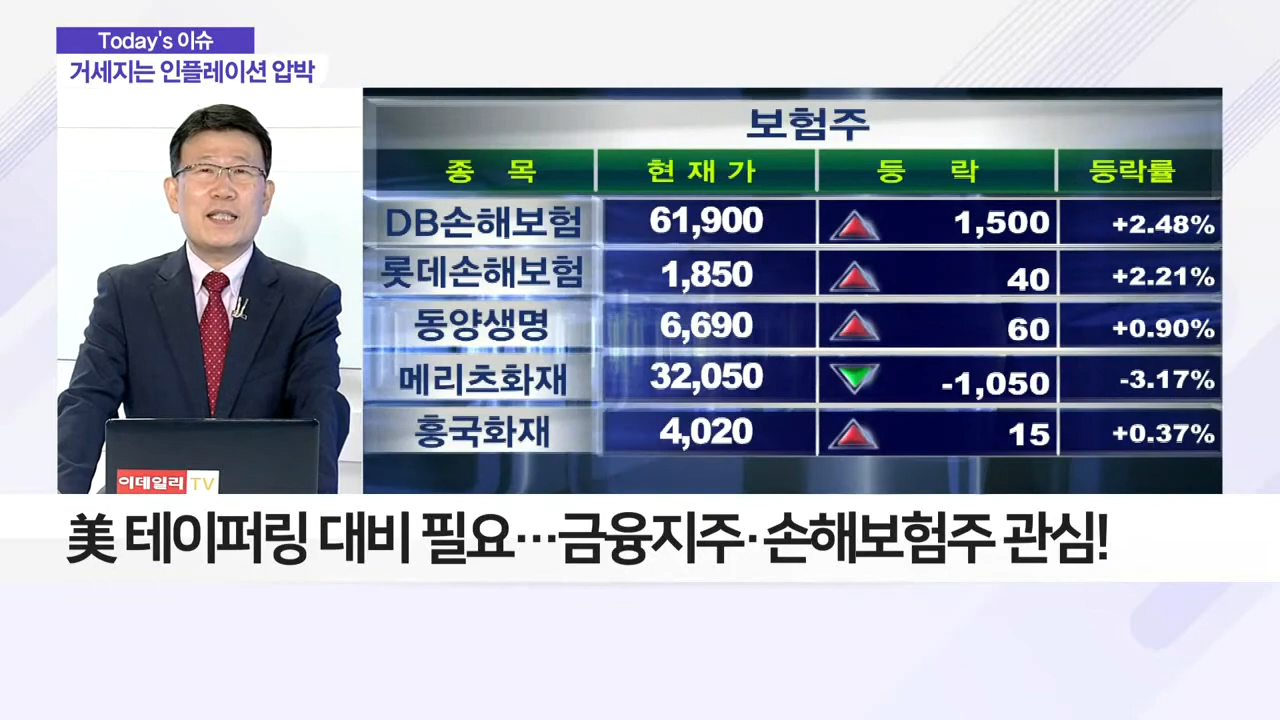 Today's 이슈
거세지는 인플레이션 압박
보험주
종 목 현 재 가 등 락 등락률
DB손해보험 61,900 1,500 +2.48%
롯데손해보험 1,850 40 +2.21%
동양생명 6,690 60 +0.90%
메리츠화재 32,050 -1,050 -3.17%
흥국화재 4,020 15 +0.37%
이데일리 TV
美 테이퍼링 대비 필요…금융지주·손해보험주 관심!